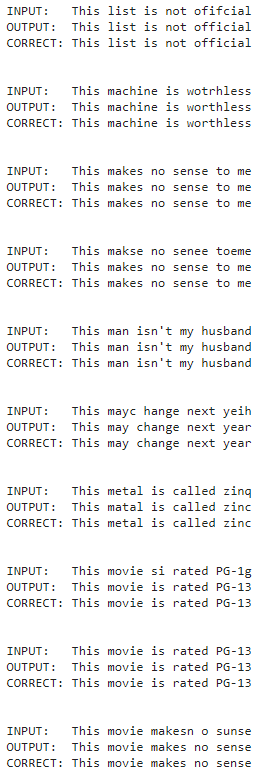 INPUT:   This list is not ofifcial
OUTPUT:  This list is not official
CORRECT: This list is not official
INPUT:   This machine is wotrhless
OUTPUT:  This machine is worthless
CORRECT: This machine is worthless
INPUT:   This makes no sense to me
OUTPUT:  This makes no sense to me
CORRECT: This makes no sense to me
INPUT:   This makse no senee toeme
OUTPUT:  This makes no sense to me
CORRECT: This makes no sense to me
INPUT:   This man isn't my husband
OUTPUT:  This man isn't my husband
CORRECT: This man isn't my husband
INPUT:   This mayc hange next yeih
OUTPUT:  This may change next year
CORRECT: This may change next year
INPUT:   This metal is called zinq
OUTPUT:  This matal is called zinc
CORRECT: This metal is called zinc
INPUT:   This movie si rated PG-1g
OUTPUT:  This movie is rated PG-13
CORRECT: This movie is rated PG-13
INPUT:   This movie is rated PG-13
OUTPUT:  This movie is rated PG-13
CORRECT: This movie is rated PG-13
INPUT:   This movie makesn o sunse
OUTPUT:  This movie makes no sense
CORRECT: This movie makes no sense